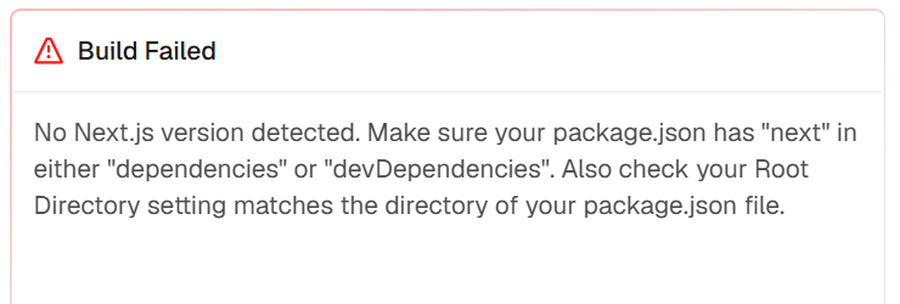 Build Failed
No Next.js version detected. Make sure your package.json has "next" in
either "dependencies" or "devDependencies". Also check your Root
Directory setting matches the directory of your package.json file.